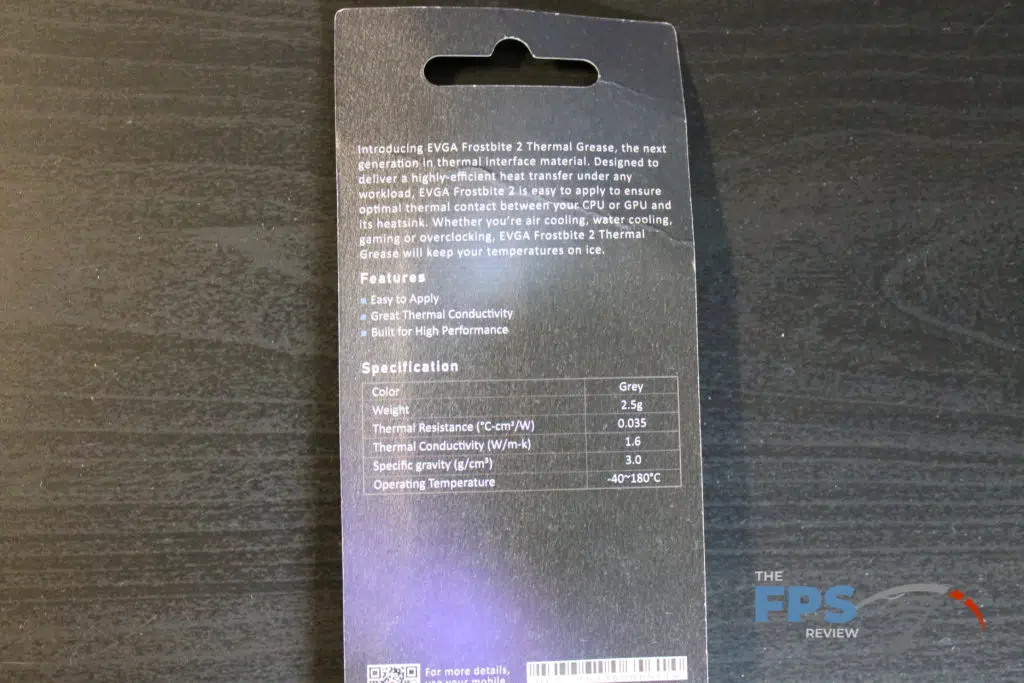 Introducing EVGA Frostbite 2 Thermal Grease, the next
generation in thermal interface material. Designed to
deliver a highly-efficient heat transfer under any
workload, EVGA Frostbite 2 is easy to apply to ensure
optimal thermal contact between your CPU or GPU and
its heatsink. Whether you're air cooling, water cooling,
gaming or overclocking, EVGA Frostbite 2 Thermal
Grease will keep your temperatures on ice.
Features
Easy to Apply
Great Thermal Conductivity
Built for High Performance
Specification
Color Grey
Weight 2.5g
Thermal Resistance (°C-cm²/W) 0.035
Thermal Conductivity (W/m-k) 1.6
Specific gravity (g/cm³) 3.0
Operating Temperature -40~180°C
For more details,
use your mobile
THE
FPS
REVIEW